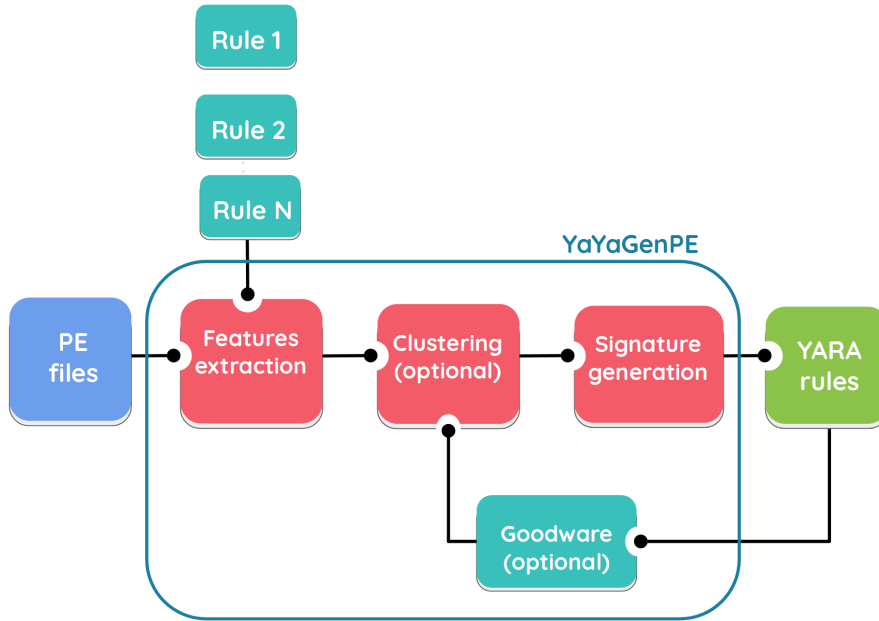 Rule 1
Rule 2
Rule N
YaYaGenPE
PE
files
Features
extraction
Clustering
(optional)
Signature
generation
YARA
rules
Goodware
(optional)